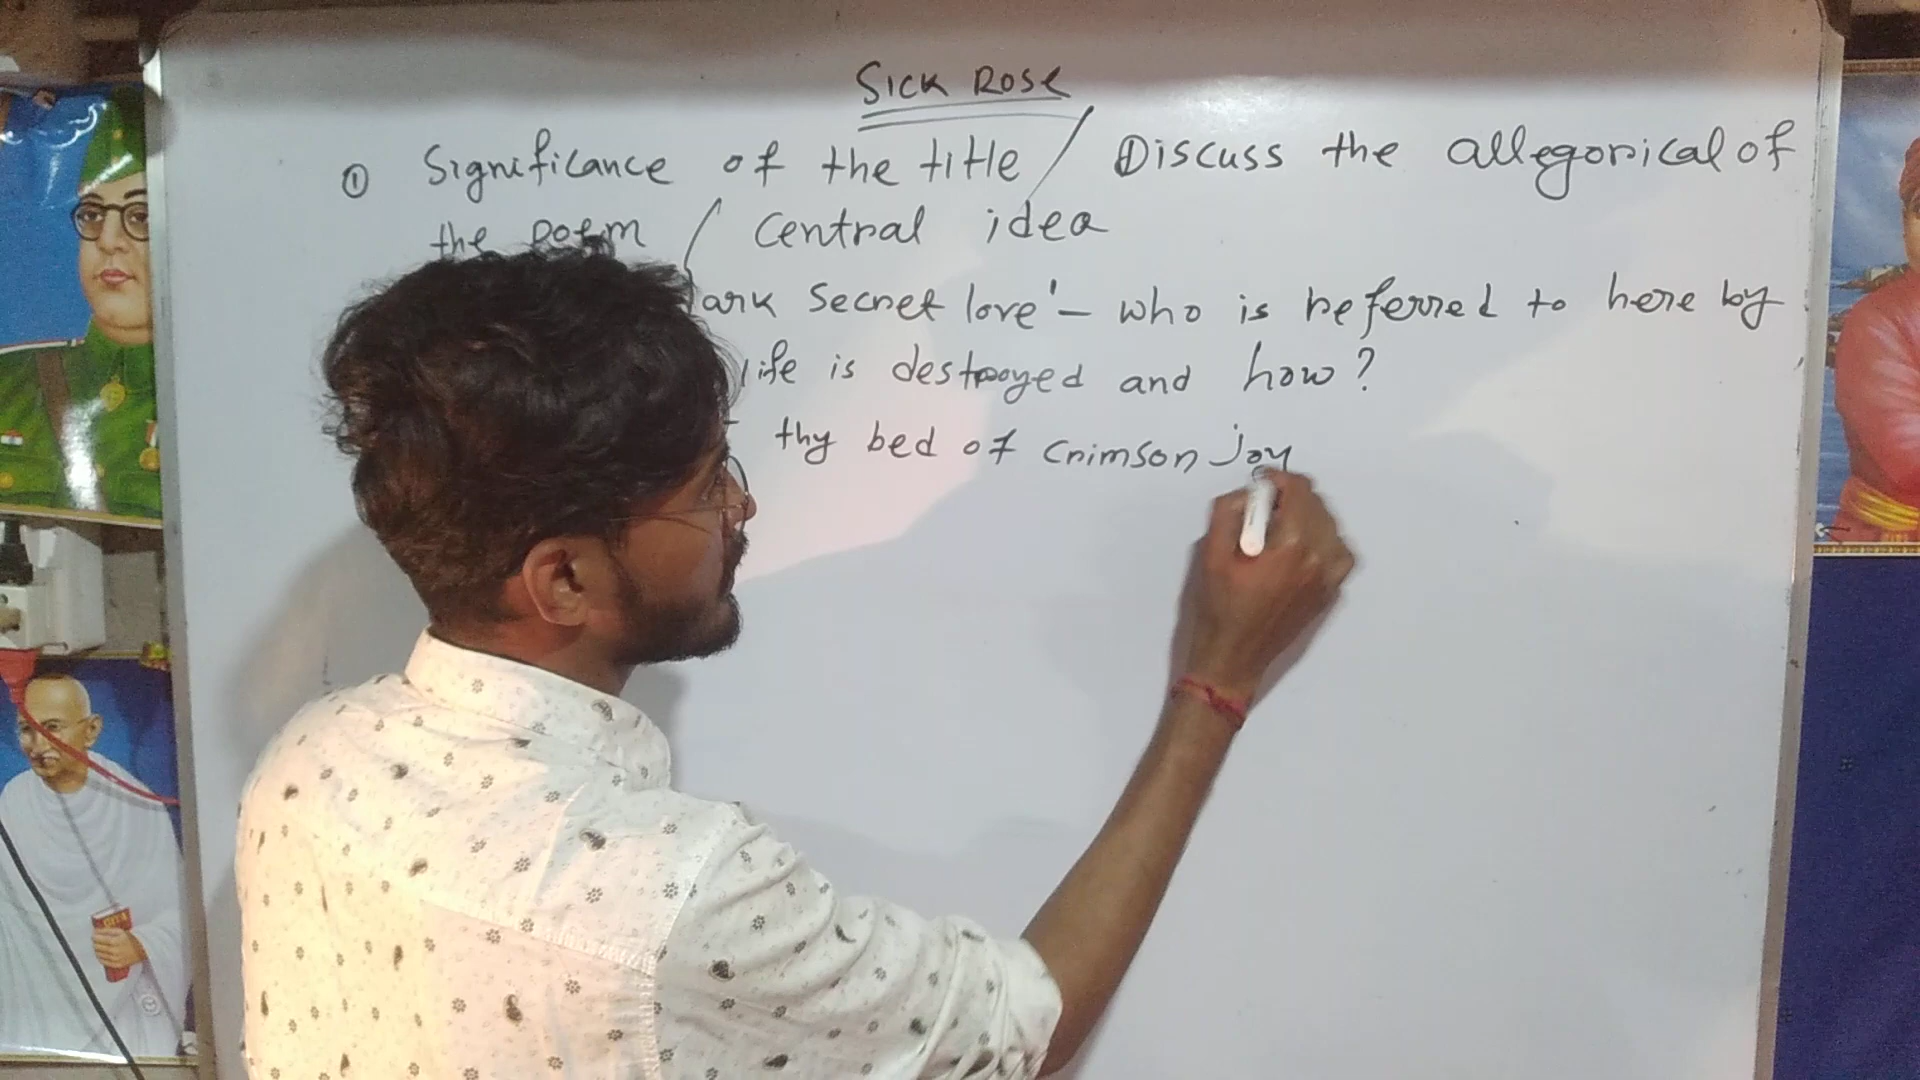 Sick Rose
① Significance of the title / Discuss the allegorical of
the poem / Central idea
dark secret love' – who is referred to here by
life is destroyed and how?
thy bed of crimson joy